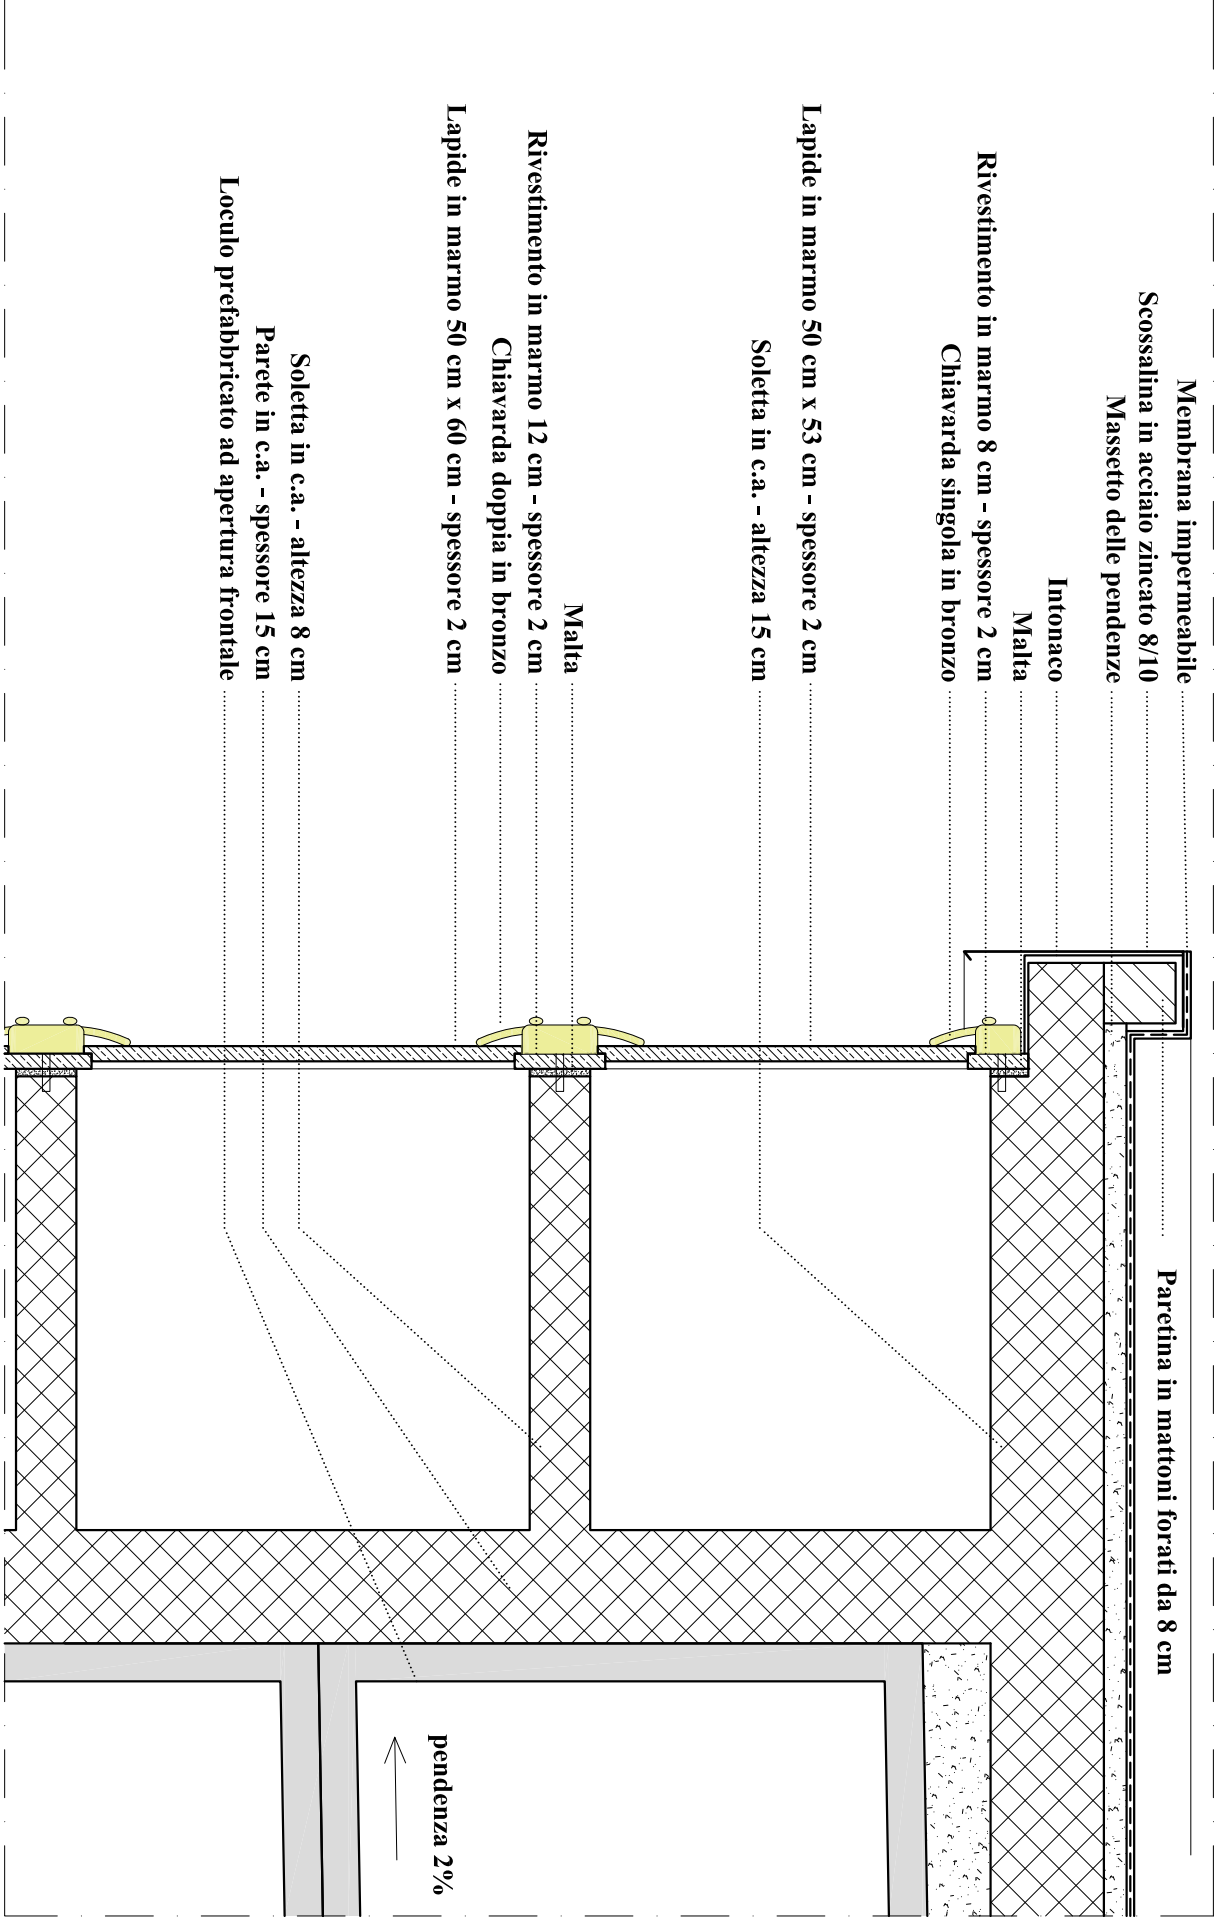 Membrana impermeabile
Scossalina in acciaio zincato 8/10
Massetto delle pendenze
Intonaco
Malta
Rivestimento in marmo 8 cm - spessore 2 cm
Chiavarda singola in bronzo
Lapide in marmo 50 cm x 53 cm - spessore 2 cm
Soletta in c.a. - altezza 15 cm
Malta
Rivestimento in marmo 12 cm - spessore 2 cm
Chiavarda doppia in bronzo
Lapide in marmo 50 cm x 60 cm - spessore 2 cm
Soletta in c.a. - altezza 8 cm
Parete in c.a. - spessore 15 cm
Loculo prefabbricato ad apertura frontale
Paretina in mattoni forati da 8 cm
pendenza 2%